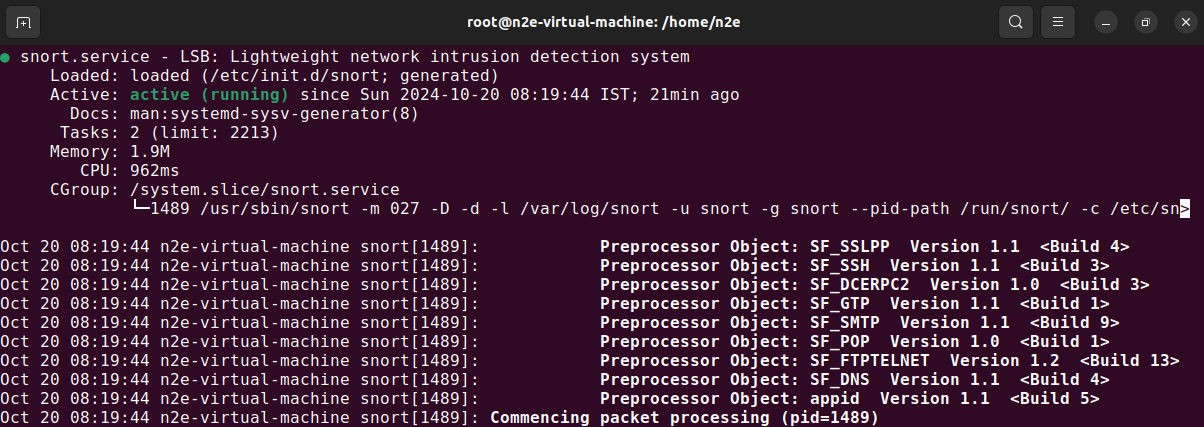 root@n2e-virtual-machine: /home/n2e
● snort.service - LSB: Lightweight network intrusion detection system
     Loaded: loaded (/etc/init.d/snort; generated)
     Active: active (running) since Sun 2024-10-20 08:19:44 IST; 21min ago
       Docs: man:systemd-sysv-generator(8)
      Tasks: 2 (limit: 2213)
     Memory: 1.9M
        CPU: 962ms
     CGroup: /system.slice/snort.service
             └─1489 /usr/sbin/snort -m 027 -D -d -l /var/log/snort -u snort -g snort --pid-path /run/snort/ -c /etc/sn>
Oct 20 08:19:44 n2e-virtual-machine snort[1489]:            Preprocessor Object: SF_SSLPP  Version 1.1  <Build 4>
Oct 20 08:19:44 n2e-virtual-machine snort[1489]:            Preprocessor Object: SF_SSH  Version 1.1  <Build 3>
Oct 20 08:19:44 n2e-virtual-machine snort[1489]:            Preprocessor Object: SF_DCERPC2  Version 1.0  <Build 3>
Oct 20 08:19:44 n2e-virtual-machine snort[1489]:            Preprocessor Object: SF_GTP  Version 1.1  <Build 1>
Oct 20 08:19:44 n2e-virtual-machine snort[1489]:            Preprocessor Object: SF_SMTP  Version 1.1  <Build 9>
Oct 20 08:19:44 n2e-virtual-machine snort[1489]:            Preprocessor Object: SF_POP  Version 1.0  <Build 1>
Oct 20 08:19:44 n2e-virtual-machine snort[1489]:            Preprocessor Object: SF_FTPTELNET  Version 1.2  <Build 13>
Oct 20 08:19:44 n2e-virtual-machine snort[1489]:            Preprocessor Object: SF_DNS  Version 1.1  <Build 4>
Oct 20 08:19:44 n2e-virtual-machine snort[1489]:            Preprocessor Object: appid  Version 1.1  <Build 5>
Oct 20 08:19:44 n2e-virtual-machine snort[1489]: Commencing packet processing (pid=1489)